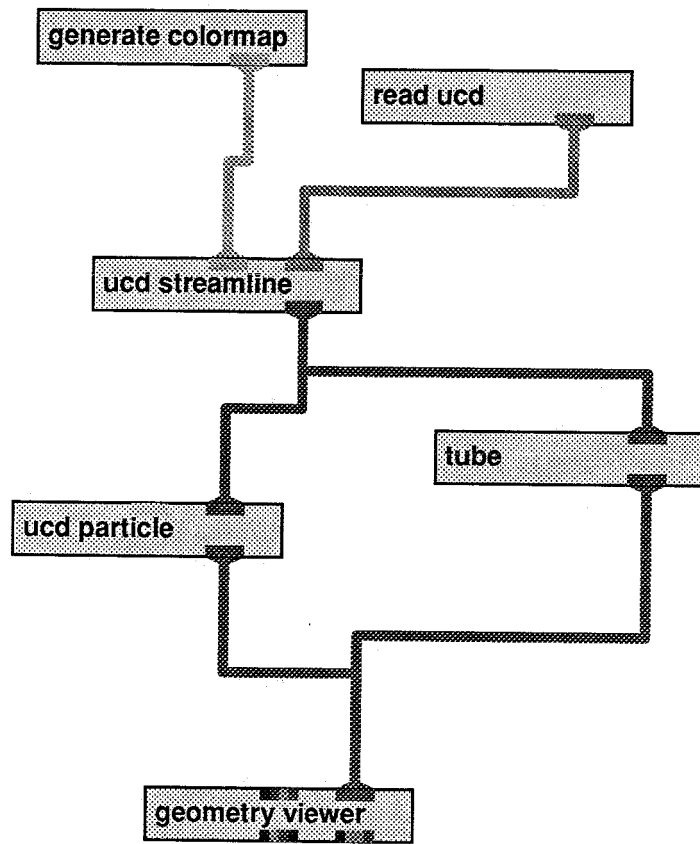 generate colormap
read ucd
ucd streamline
tube
ucd particle
geometry viewer